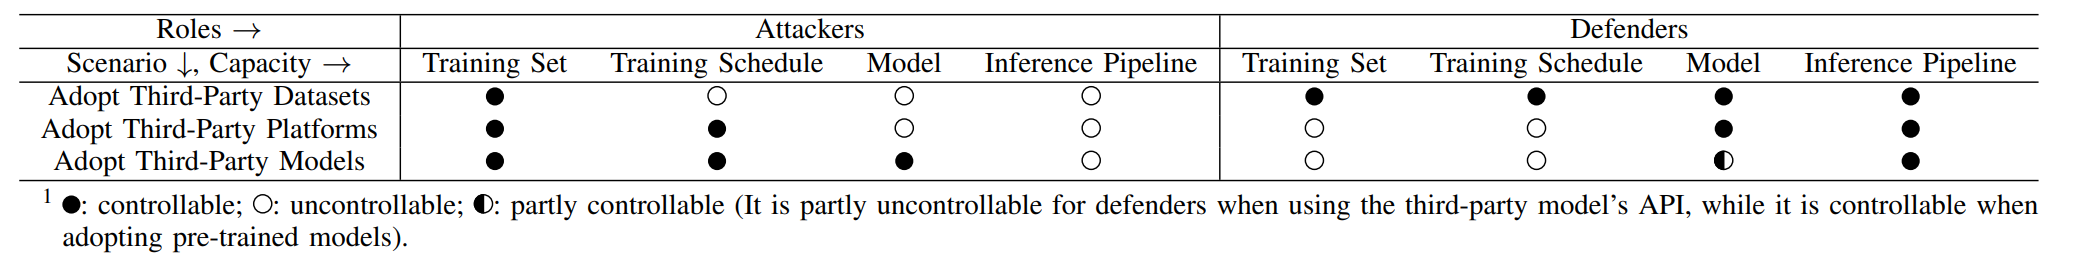 Roles → Attackers Defenders
Scenario ↓, Capacity → Training Set Training Schedule Model Inference Pipeline Training Set Training Schedule Model Inference Pipeline
Adopt Third-Party Datasets ● ○ ○ ○ ● ● ● ●
Adopt Third-Party Platforms ● ● ○ ○ ○ ○ ● ●
Adopt Third-Party Models ● ● ● ○ ○ ○ ◐ ●
1 ●: controllable; ○: uncontrollable; ◐: partly controllable (It is partly uncontrollable for defenders when using the third-party model's API, while it is controllable when
adopting pre-trained models).